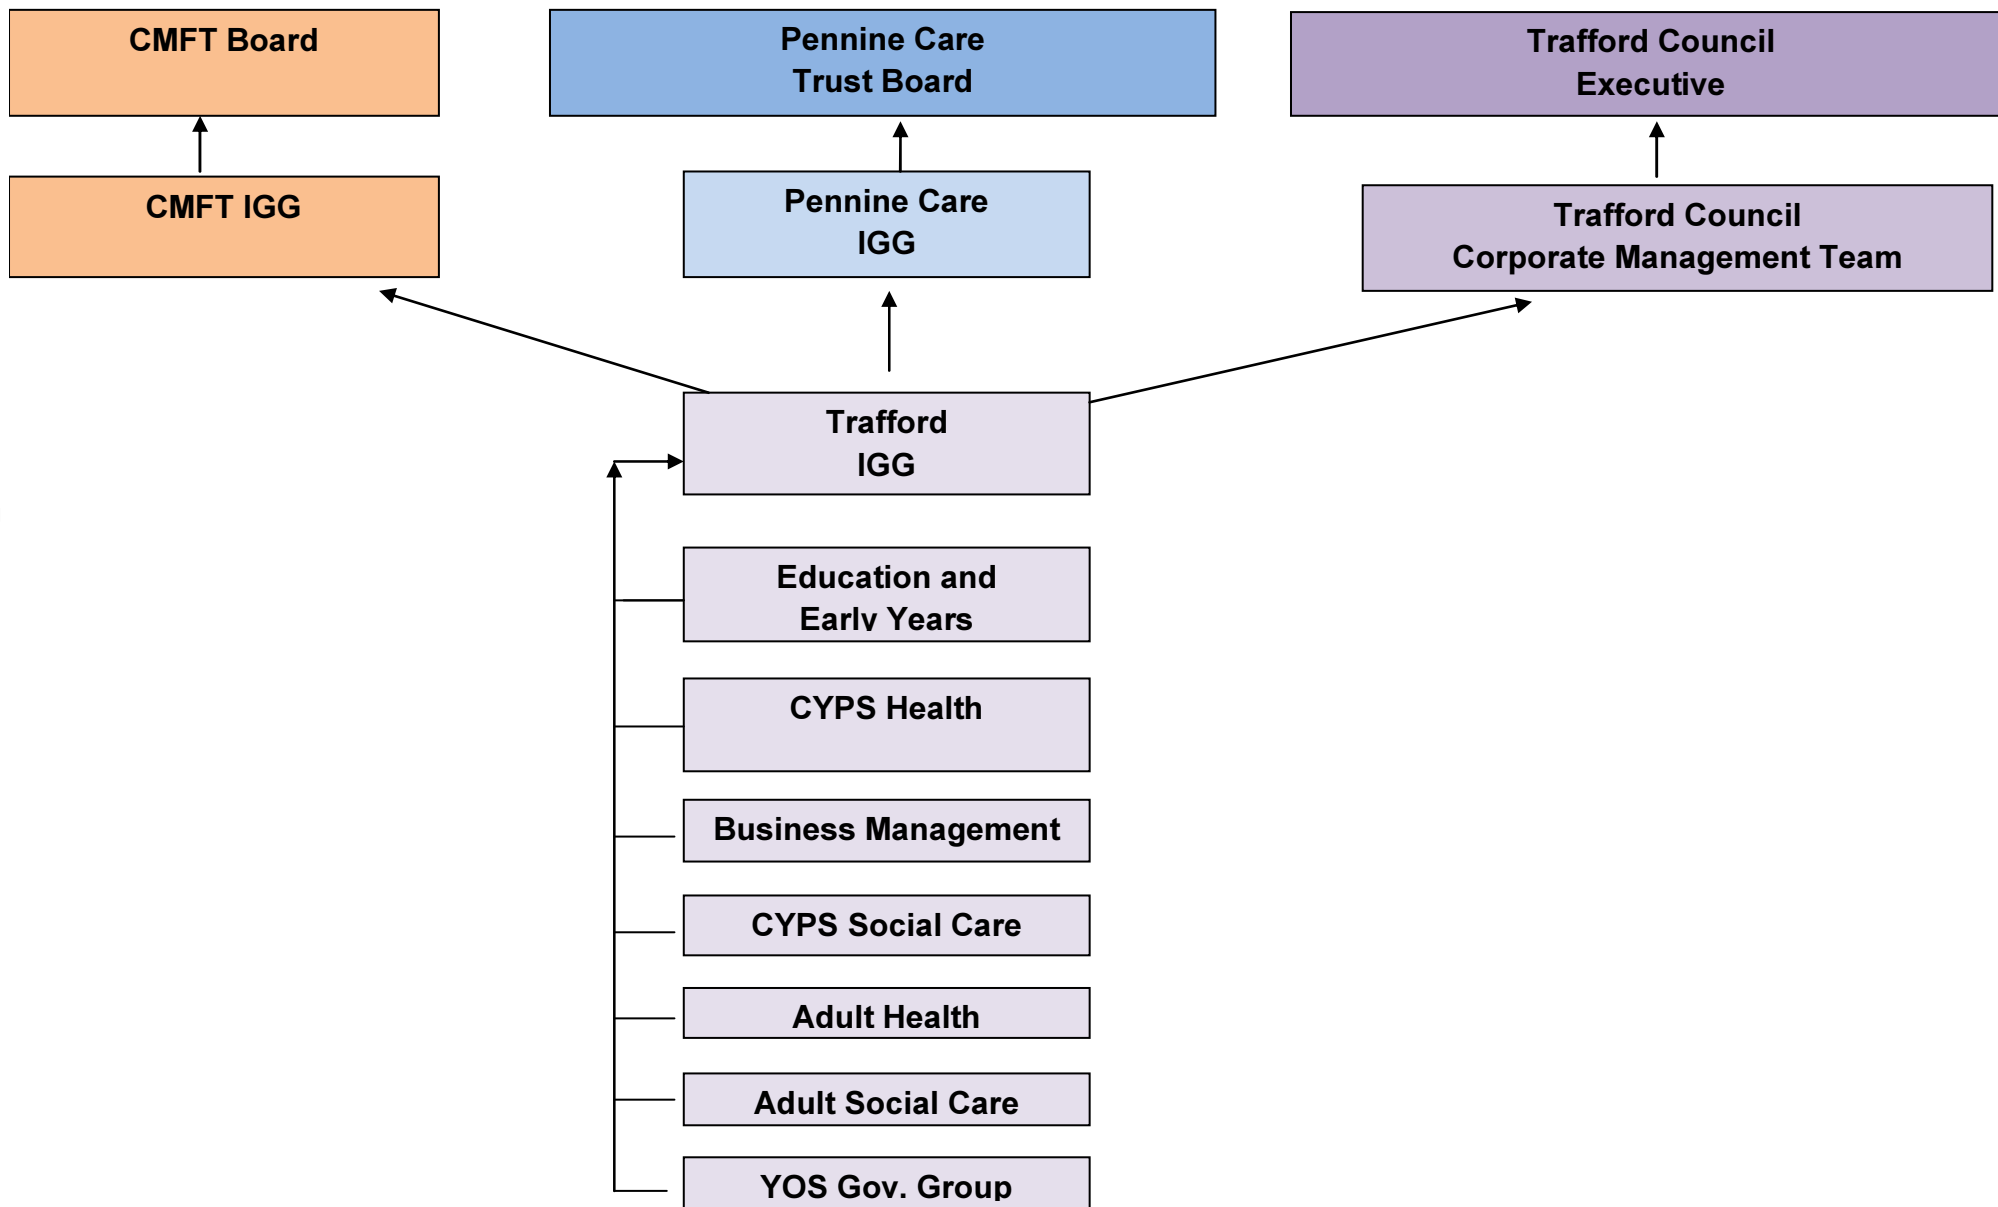 CMFT Board
Pennine Care
Trust Board
Trafford Council
Executive
CMFT IGG
Pennine Care
IGG
Trafford Council
Corporate Management Team
Trafford
IGG
Education and
Early Years
CYPS Health
Business Management
CYPS Social Care
Adult Health
Adult Social Care
YOS Gov. Group